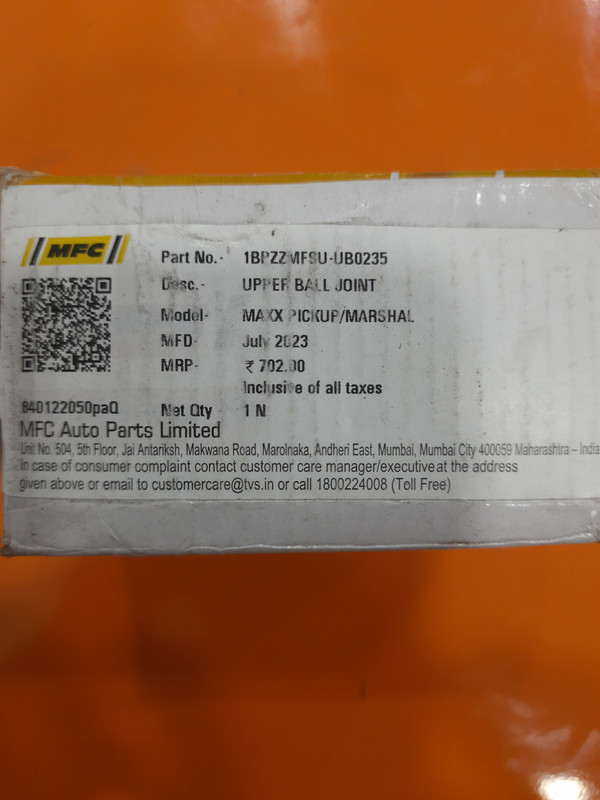 MFC
Part No.- 1BPZZMFSU-UB0235
Desc.- UPPER BALL JOINT
Model- MAXX PICKUP/MARSHAL
MFD- July 2023
MRP- ₹ 702.00
Inclusive of all taxes
840122050paQ Net Qty 1 N
MFC Auto Parts Limited
Unit No. 504, 5th Floor, Jai Antariksh, Makwana Road, Marolnaka, Andheri East, Mumbai, Mumbai City 400059 Maharashtra – India
In case of consumer complaint contact customer care manager/executive at the address
given above or email to customercare@tvs.in or call 1800224008 (Toll Free)